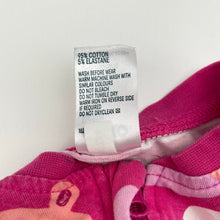 95% COTTON
5% ELASTANE
WASH BEFORE WEAR
WARM MACHINE WASH WITH
SIMILAR COLOURS
DO NOT BLEACH
DO NOT TUMBLE DRY
WARM IRON ON REVERSE SIDE
IF REQUIRED
DO NOT DRYCLEAN